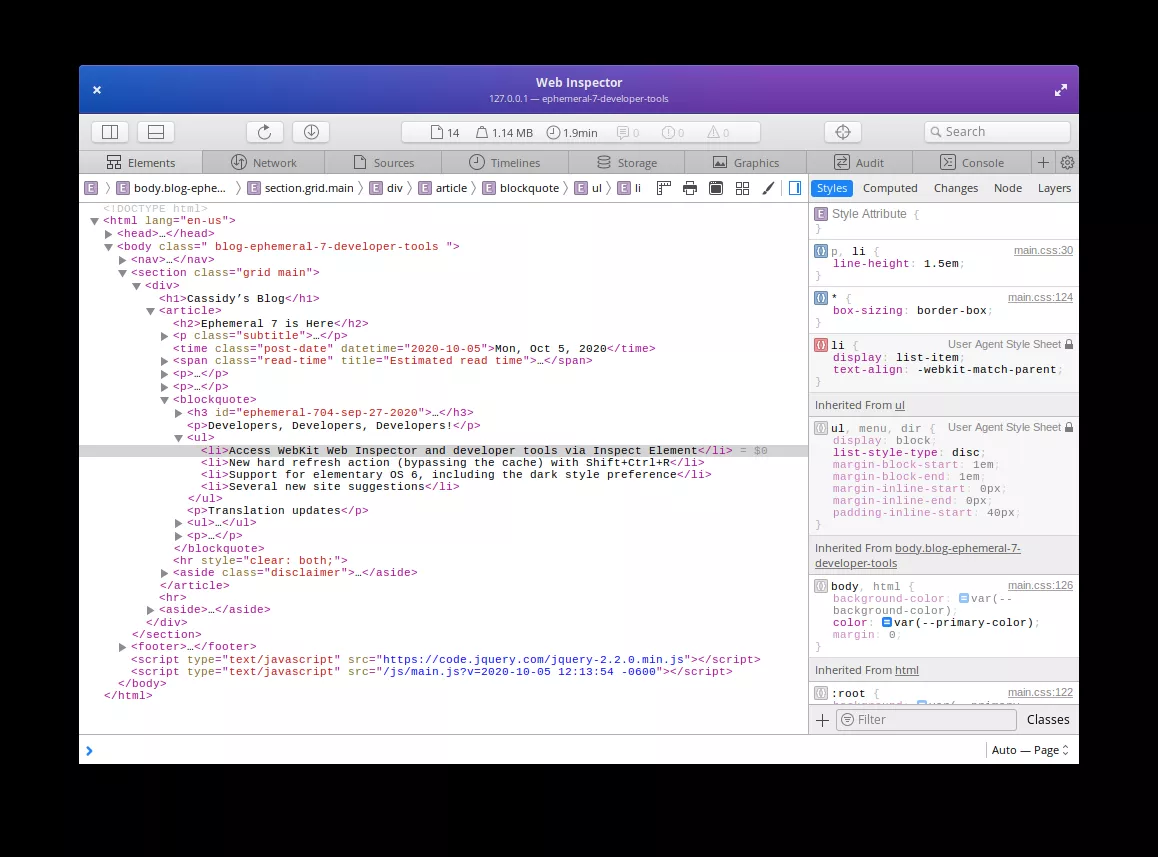 Web Inspector
127.0.0.1 — ephemeral-7-developer-tools
14 1.14 MB 1.9min 0 0 0 Search
Elements Network Sources Timelines Storage Graphics Audit Console
E E body.blog-ephe... E section.grid.main E div E article E blockquote E ul E li
Styles Computed Changes Node Layers
<!DOCTYPE html>
<html lang="en-us">
<head>…</head>
<body class=" blog-ephemeral-7-developer-tools ">
<nav>…</nav>
<section class="grid main">
<div>
<h1>Cassidy’s Blog</h1>
<article>
<h2>Ephemeral 7 is Here</h2>
<p class="subtitle">…</p>
<time class="post-date" datetime="2020-10-05">Mon, Oct 5, 2020</time>
<span class="read-time" title="Estimated read time">…</span>
<p>…</p>
<p>…</p>
<blockquote>
<h3 id="ephemeral-704-sep-27-2020">…</h3>
<p>Developers, Developers, Developers!</p>
<ul>
<li>Access WebKit Web Inspector and developer tools via Inspect Element</li> = $0
<li>New hard refresh action (bypassing the cache) with Shift+Ctrl+R</li>
<li>Support for elementary OS 6, including the dark style preference</li>
<li>Several new site suggestions</li>
</ul>
<p>Translation updates</p>
<ul>…</ul>
<p>…</p>
</blockquote>
<hr style="clear: both;">
<aside class="disclaimer">…</aside>
</article>
<hr>
<aside>…</aside>
</div>
</section>
<footer>…</footer>
<script type="text/javascript" src="https://code.jquery.com/jquery-2.2.0.min.js"></script>
<script type="text/javascript" src="/js/main.js?v=2020-10-05 12:13:54 -0600"></script>
</body>
</html>
E Style Attribute {
}
{} p, li { main.css:30
line-height: 1.5em;
}
{} * { main.css:124
box-sizing: border-box;
}
{} li { User Agent Style Sheet
display: list-item;
text-align: -webkit-match-parent;
}
Inherited From ul
{} ul, menu, dir { User Agent Style Sheet
display: block;
list-style-type: disc;
margin-block-start: 1em;
margin-block-end: 1em;
margin-inline-start: 0px;
margin-inline-end: 0px;
padding-inline-start: 40px;
}
Inherited From body.blog-ephemeral-7-
developer-tools
{} body, html { main.css:126
background-color: var(--
background-color);
color: var(--primary-color);
margin: 0;
}
Inherited From html
{} :root { main.css:122
Filter Classes
Auto — Page